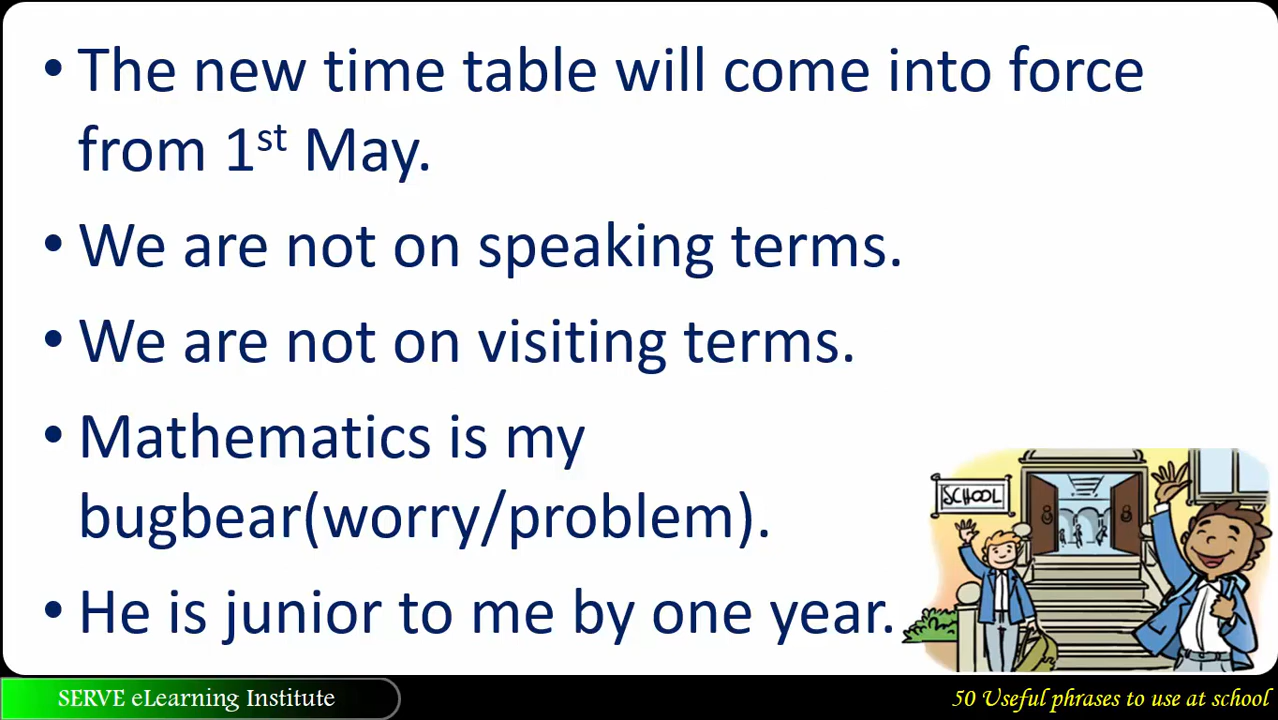 • The new time table will come into force
from 1st May.
• We are not on speaking terms.
• We are not on visiting terms.
• Mathematics is my
bugbear(worry/problem).
• He is junior to me by one year.
SCHOOL
SERVE eLearning Institute
50 Useful phrases to use at school